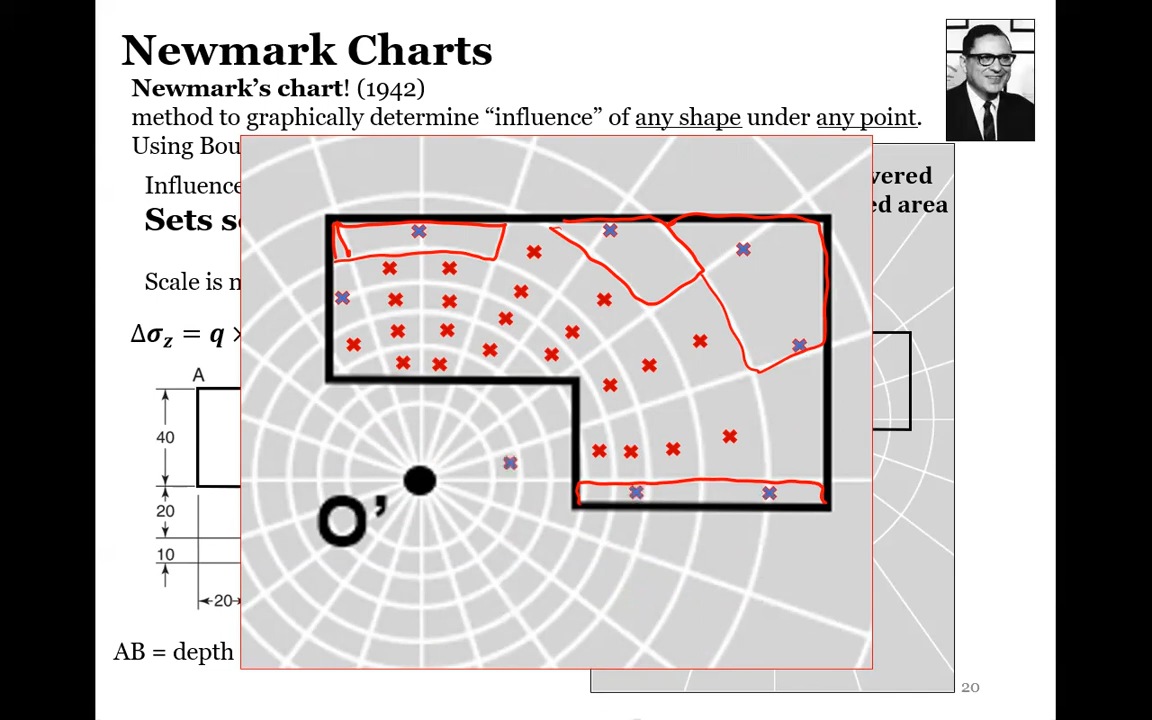 Newmark Charts
Newmark’s chart! (1942)
method to graphically determine “influence” of any shape under any point.
Using Bou
Influence
vered
ed area
Sets s
Scale is
Δσz = q ×
A
40
20
10
20
O’
AB = depth
20